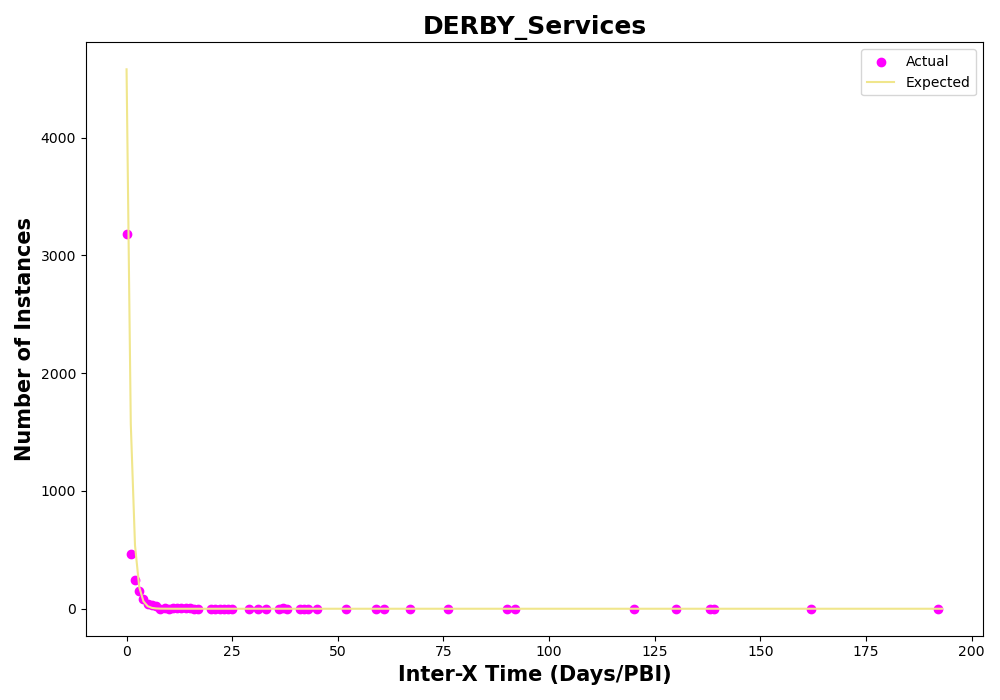 DERBY_Services
Actual
Expected
Number of Instances
4000
3000
2000
1000
0
0 25 50 75 100 125 150 175 200
Inter-X Time (Days/PBI)